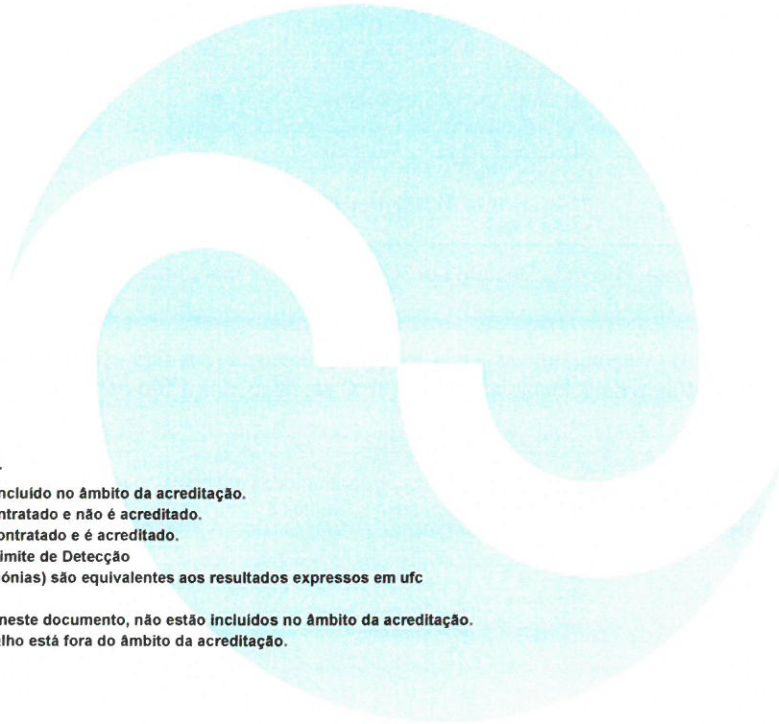 ncluído no âmbito da acreditação.
ntratado e não é acreditado.
ontratado e é acreditado.
imite de Detecção
ónias) são equivalentes aos resultados expressos em ufc
neste documento, não estão incluídos no âmbito da acreditação.
lho está fora do âmbito da acreditação.